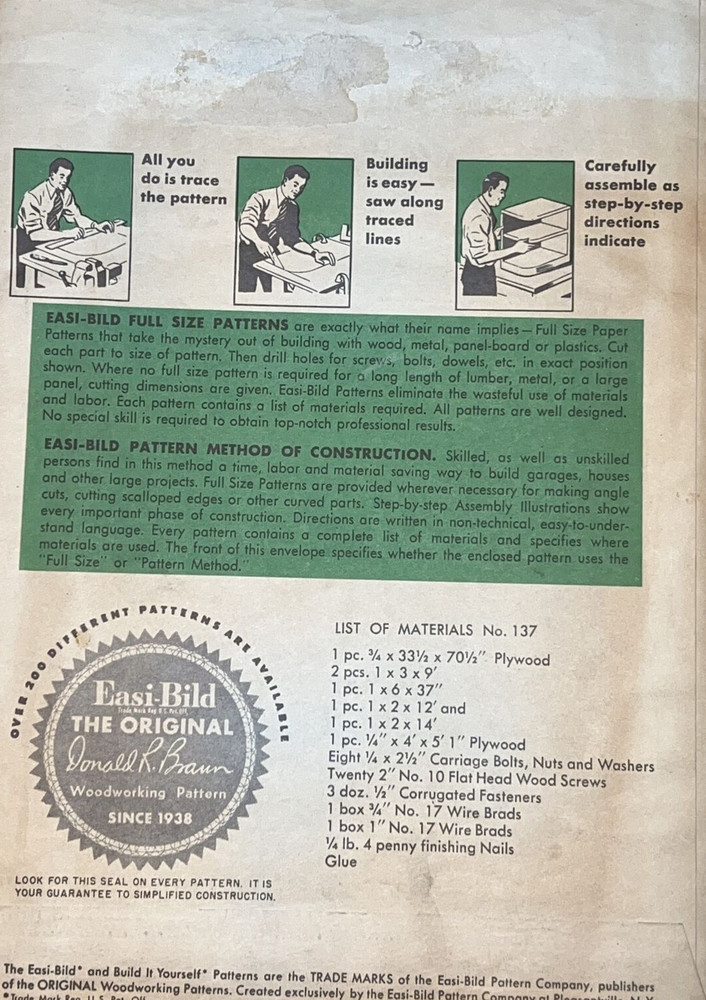 All you
do is trace
the pattern
Building
is easy—
saw along
traced
lines
Carefully
assemble as
step-by-step
directions
indicate
EASI-BILD FULL SIZE PATTERNS are exactly what their name implies—Full Size Paper
Patterns that take the mystery out of building with wood, metal, panel-board or plastics. Cut
each part to size of pattern. Then drill holes for screws, bolts, dowels, etc. in exact position
shown. Where no full size pattern is required for a long length of lumber, metal, or a large
panel, cutting dimensions are given. Easi-Bild Patterns eliminate the wasteful use of materials
and labor. Each pattern contains a list of materials required. All patterns are well designed.
No special skill is required to obtain top-notch professional results.
EASI-BILD PATTERN METHOD OF CONSTRUCTION. Skilled, as well as unskilled
persons find in this method a time, labor and material saving way to build garages, houses
and other large projects. Full Size Patterns are provided wherever necessary for making angle
cuts, cutting scalloped edges or other curved parts. Step-by-step Assembly Illustrations show
every important phase of construction. Directions are written in non-technical, easy-to-under-
stand language. Every pattern contains a complete list of materials and specifies where
materials are used. The front of this envelope specifies whether the enclosed pattern uses the
"Full Size" or "Pattern Method."
OVER 200 DIFFERENT PATTERNS ARE AVAILABLE
Easi-Bild
Trade Mark Reg U.S. Pat. Off.
THE ORIGINAL
Donald R. Brann
Woodworking Pattern
SINCE 1938
LOOK FOR THIS SEAL ON EVERY PATTERN. IT IS
YOUR GUARANTEE TO SIMPLIFIED CONSTRUCTION.
LIST OF MATERIALS No. 137
1 pc. ¾ x 33½ x 70½" Plywood
2 pcs. 1 x 3 x 9'
1 pc. 1 x 6 x 37"
1 pc. 1 x 2 x 12' and
1 pc. 1 x 2 x 14'
1 pc. ¼" x 4' x 5' 1" Plywood
Eight ¼ x 2½" Carriage Bolts, Nuts and Washers
Twenty 2" No. 10 Flat Head Wood Screws
3 doz. ½" Corrugated Fasteners
1 box ¾" No. 17 Wire Brads
1 box 1" No. 17 Wire Brads
¼ lb. 4 penny finishing Nails
Glue
The Easi-Bild* and Build It Yourself* Patterns are the TRADE MARKS of the Easi-Bild Pattern Company, publishers
of the ORIGINAL Woodworking Patterns. Created exclusively by the Easi-Bild Pattern Company at Pleasantville, N.Y.
*Trade Mark Reg. U.S. Pat. Off.